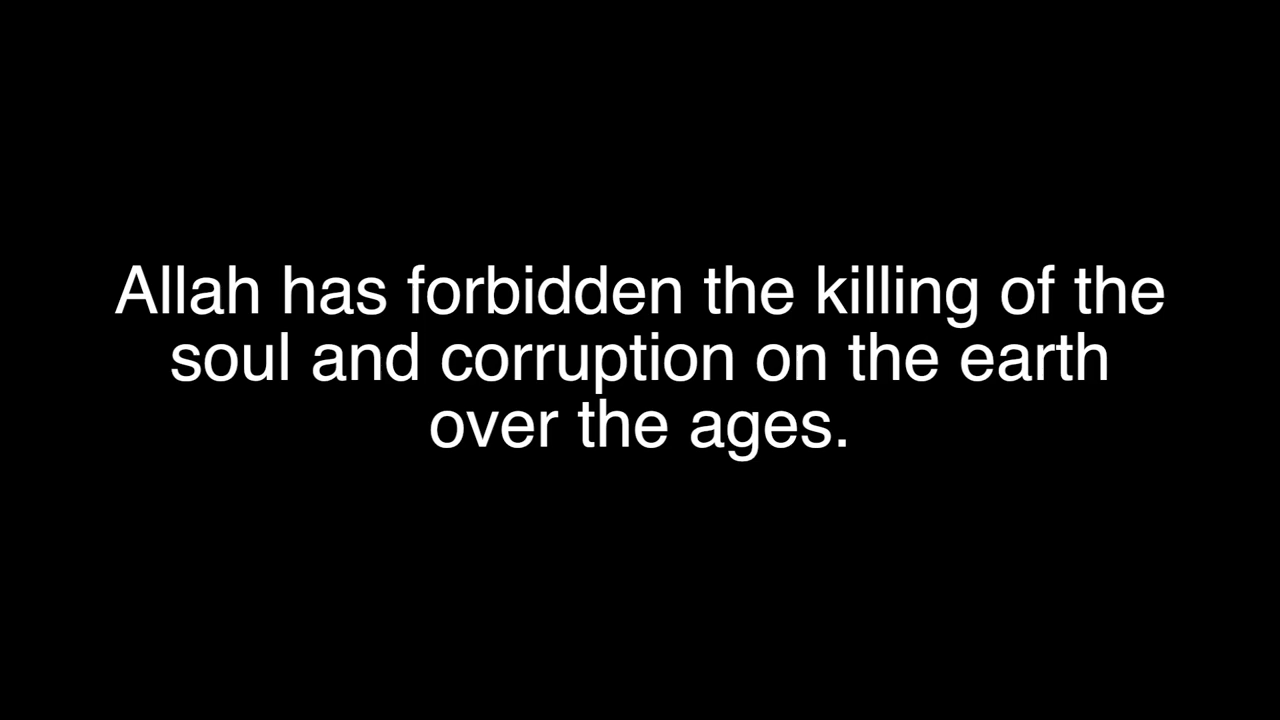 Allah has forbidden the killing of the
soul and corruption on the earth
over the ages.